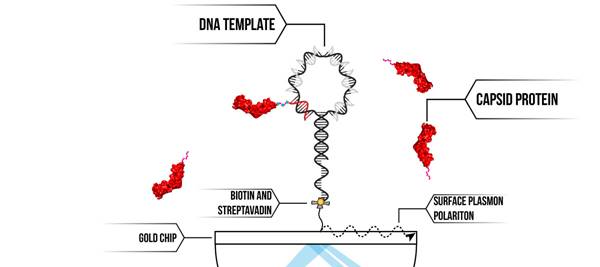 DNA TEMPLATE
CAPSID PROTEIN
BIOTIN AND
STREPTAVADIN
SURFACE PLASMON
POLARITON
GOLD CHIP